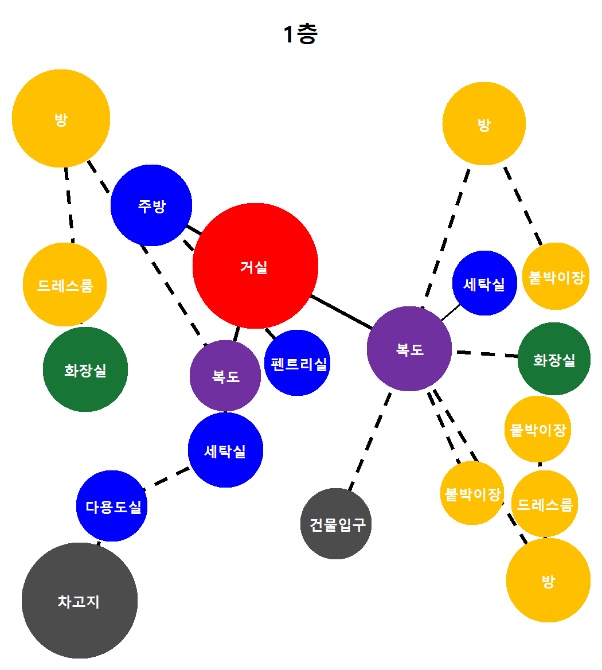 1층
방
방
주방
거실
드레스룸
세탁실
붙박이장
화장실
복도
펜트리실
복도
화장실
세탁실
붙박이장
다용도실
붙박이장
드레스룸
건물입구
차고지
방